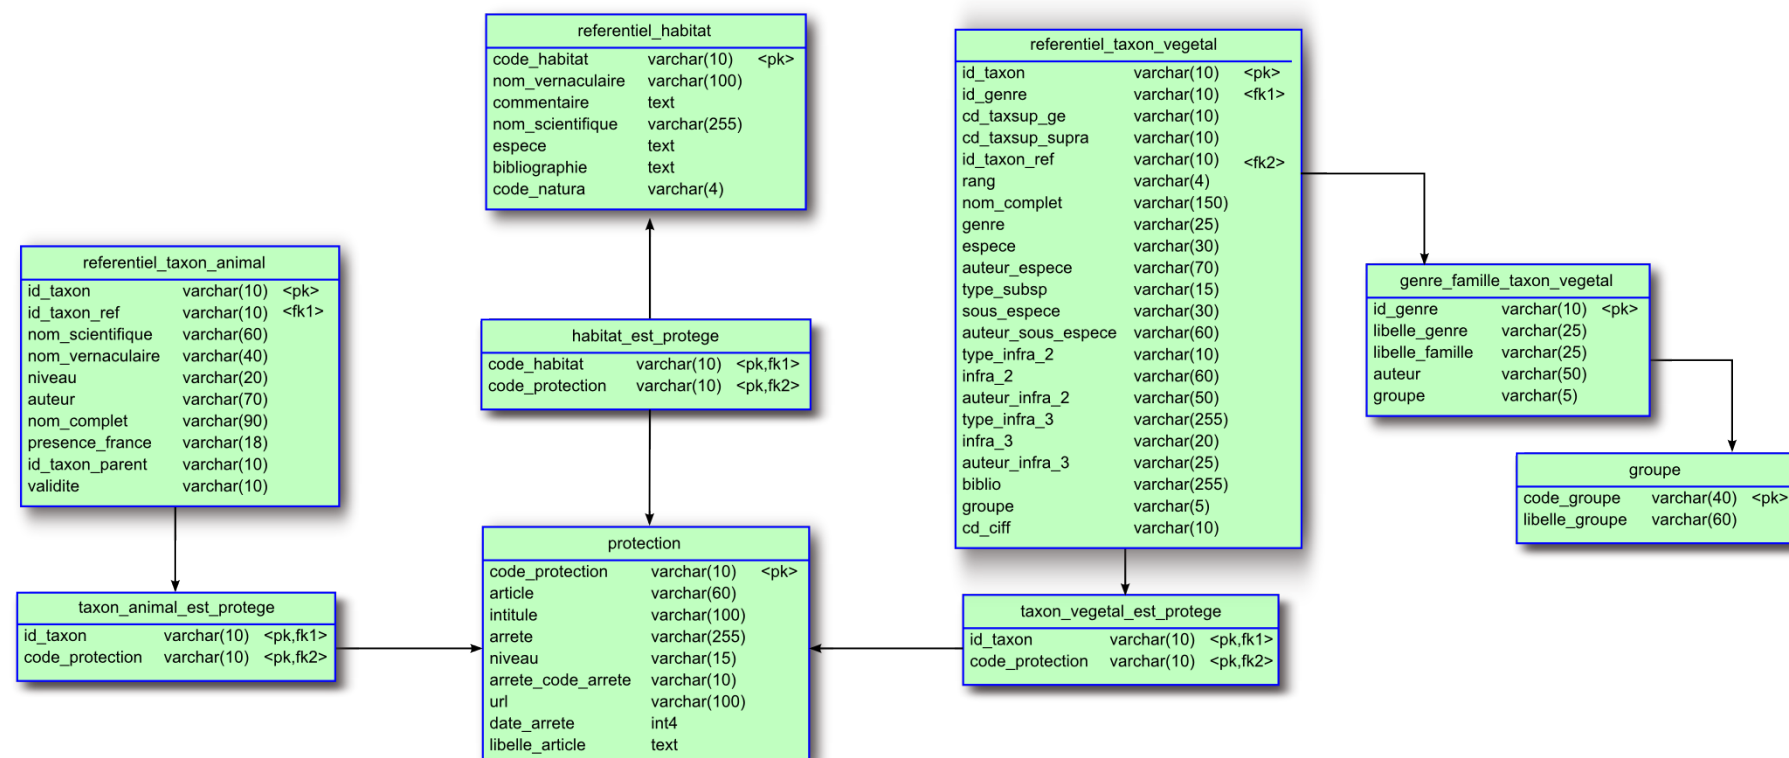 referentiel_habitat
code_habitat varchar(10) <pk>
nom_vernaculaire varchar(100)
commentaire text
nom_scientifique varchar(255)
espece text
bibliographie text
code_natura varchar(4)
referentiel_taxon_vegetal
id_taxon varchar(10) <pk>
id_genre varchar(10) <fk1>
cd_taxsup_ge varchar(10)
cd_taxsup_supra varchar(10)
id_taxon_ref varchar(10) <fk2>
rang varchar(4)
nom_complet varchar(150)
genre varchar(25)
espece varchar(30)
auteur_espece varchar(70)
type_subsp varchar(15)
sous_espece varchar(30)
auteur_sous_espece varchar(60)
type_infra_2 varchar(10)
infra_2 varchar(60)
auteur_infra_2 varchar(50)
type_infra_3 varchar(255)
infra_3 varchar(20)
auteur_infra_3 varchar(25)
biblio varchar(255)
groupe varchar(5)
cd_ciff varchar(10)
referentiel_taxon_animal
id_taxon varchar(10) <pk>
id_taxon_ref varchar(10) <fk1>
nom_scientifique varchar(60)
nom_vernaculaire varchar(40)
niveau varchar(20)
auteur varchar(70)
nom_complet varchar(90)
presence_france varchar(18)
id_taxon_parent varchar(10)
validite varchar(10)
genre_famille_taxon_vegetal
id_genre varchar(10) <pk>
libelle_genre varchar(25)
libelle_famille varchar(25)
auteur varchar(50)
groupe varchar(5)
habitat_est_protege
code_habitat varchar(10) <pk,fk1>
code_protection varchar(10) <pk,fk2>
groupe
code_groupe varchar(40) <pk>
libelle_groupe varchar(60)
protection
code_protection varchar(10) <pk>
article varchar(60)
intitule varchar(100)
arrete varchar(255)
niveau varchar(15)
arrete_code_arrete varchar(10)
url varchar(100)
date_arrete int4
libelle_article text
taxon_animal_est_protege
id_taxon varchar(10) <pk,fk1>
code_protection varchar(10) <pk,fk2>
taxon_vegetal_est_protege
id_taxon varchar(10) <pk,fk1>
code_protection varchar(10) <pk,fk2>